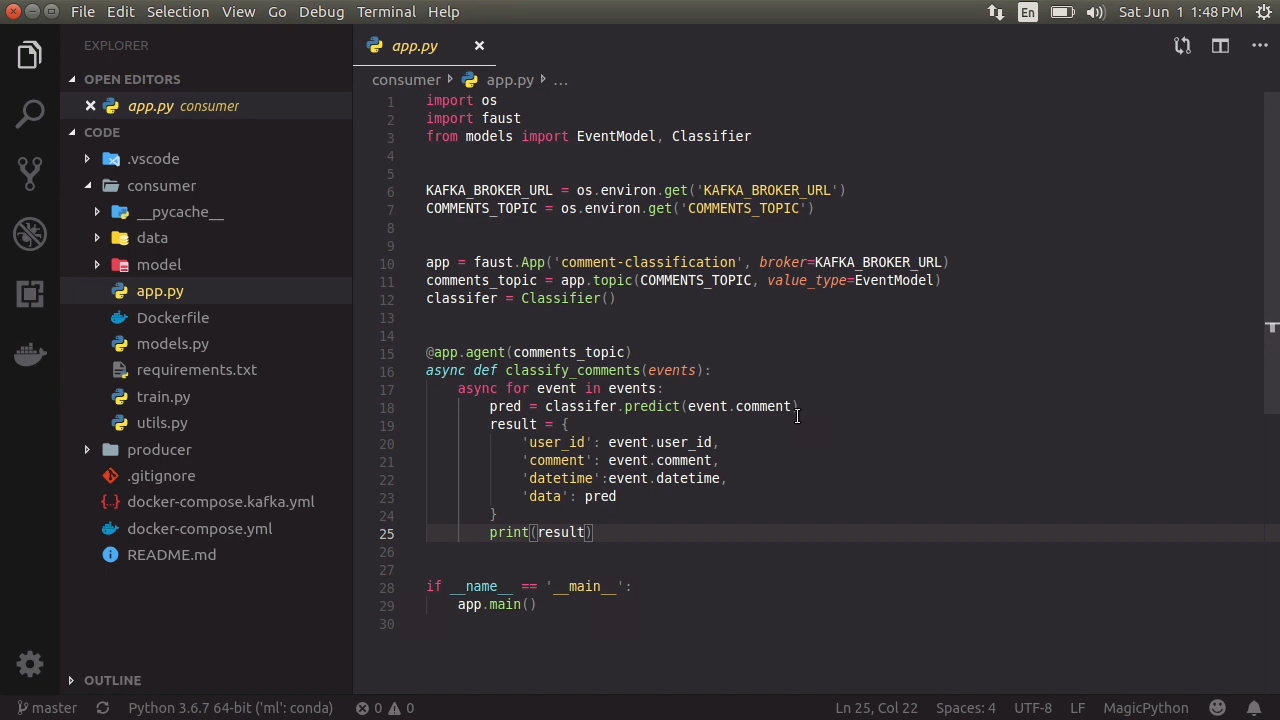 File Edit Selection View Go Debug Terminal Help
En
Sat Jun 1 1:48 PM
EXPLORER
OPEN EDITORS
app.py consumer
CODE
.vscode
consumer
__pycache__
data
model
app.py
Dockerfile
models.py
requirements.txt
train.py
utils.py
producer
.gitignore
docker-compose.kafka.yml
docker-compose.yml
README.md
OUTLINE
app.py
consumer app.py ...
1 import os
2 import faust
3 from models import EventModel, Classifier
4
5
6 KAFKA_BROKER_URL = os.environ.get('KAFKA_BROKER_URL')
7 COMMENTS_TOPIC = os.environ.get('COMMENTS_TOPIC')
8
9
10 app = faust.App('comment-classification', broker=KAFKA_BROKER_URL)
11 comments_topic = app.topic(COMMENTS_TOPIC, value_type=EventModel)
12 classifer = Classifier()
13
14
15 @app.agent(comments_topic)
16 async def classify_comments(events):
17 async for event in events:
18 pred = classifer.predict(event.comment)
19 result = {
20 'user_id': event.user_id,
21 'comment': event.comment,
22 'datetime':event.datetime,
23 'data': pred
24 }
25 print(result)
26
27
28 if __name__ == '__main__':
29 app.main()
30
master
Python 3.6.7 64-bit ('ml': conda)
0 0
Ln 25, Col 22
Spaces: 4
UTF-8
LF
MagicPython